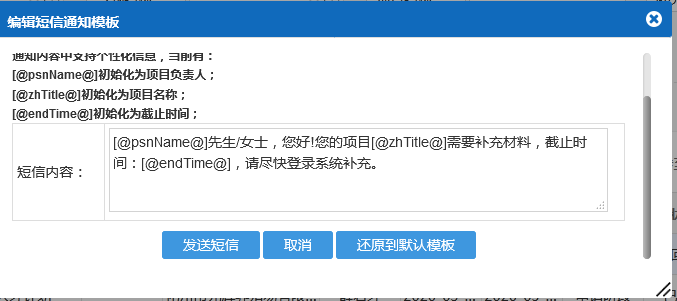 编辑短信通知模板
通知内容中支持个性化信息，当前有：
[@psnName@]初始化为项目负责人；
[@zhTitle@]初始化为项目名称；
[@endTime@]初始化为截止时间；
短信内容：
[@psnName@]先生/女士，您好!您的项目[@zhTitle@]需要补充材料，截止时
间：[@endTime@]，请尽快登录系统补充。
发送短信 取消 还原到默认模板